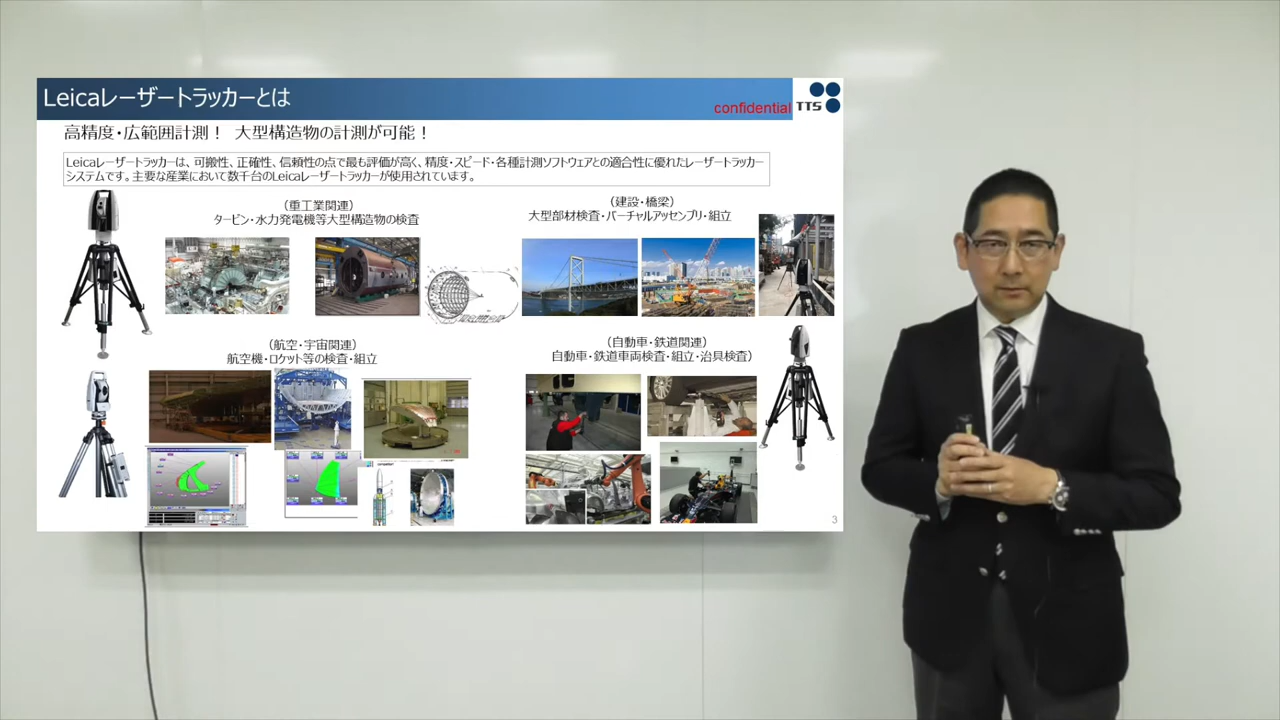 Leicaレーザートラッカーとは
confidential
TTS
高精度・広範囲計測！ 大型構造物の計測が可能！
Leicaレーザートラッカーは、可搬性、正確性、信頼性の点で最も評価が高く、精度・スピード・各種計測ソフトウェアとの適合性に優れたレーザートラッカー
システムです。主要な産業において数千台のLeicaレーザートラッカーが使用されています。
（重工業関連）
タービン・水力発電機等大型構造物の検査
（建設・橋梁）
大型部材検査・バーチャルアッセンブリ・組立
（航空・宇宙関連）
航空機・ロケット等の検査・組立
（自動車・鉄道関連）
自動車・鉄道車両検査・組立・治具検査）
3